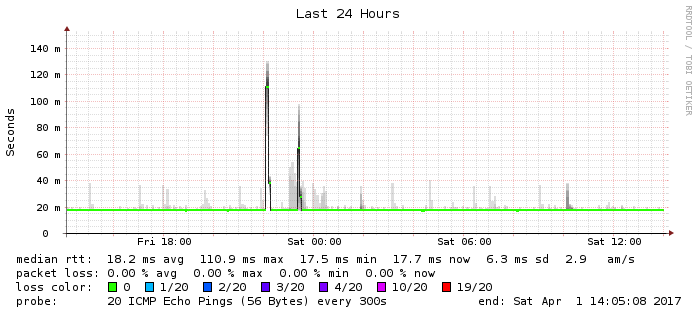 Last 24 Hours
RRDTOOL / TOBI OETIKER
Seconds
140 m
120 m
100 m
80 m
60 m
40 m
20 m
0
Fri 18:00 Sat 00:00 Sat 06:00 Sat 12:00
median rtt: 18.2 ms avg 110.9 ms max 17.5 ms min 17.7 ms now 6.3 ms sd 2.9 am/s
packet loss: 0.00 % avg 0.00 % max 0.00 % min 0.00 % now
loss color: 0 1/20 2/20 3/20 4/20 10/20 19/20
probe: 20 ICMP Echo Pings (56 Bytes) every 300s end: Sat Apr 1 14:05:08 2017